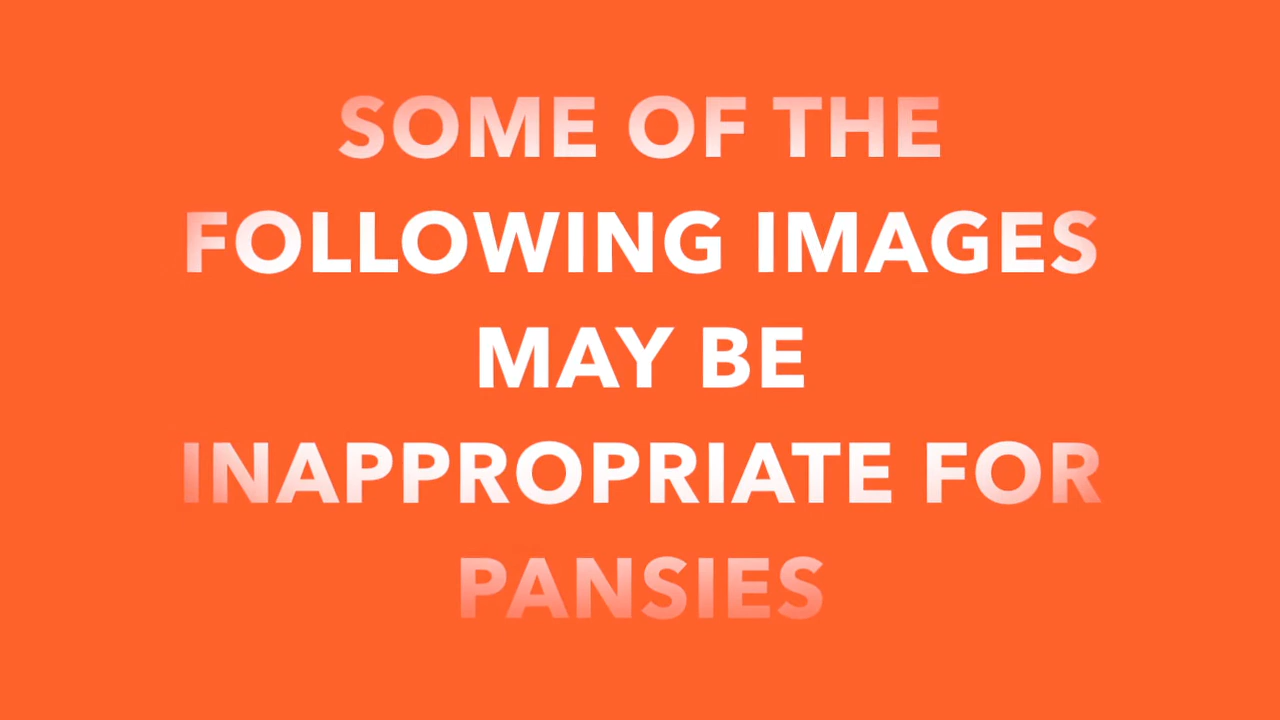 SOME OF THE
FOLLOWING IMAGES
MAY BE
INAPPROPRIATE FOR
PANSIES